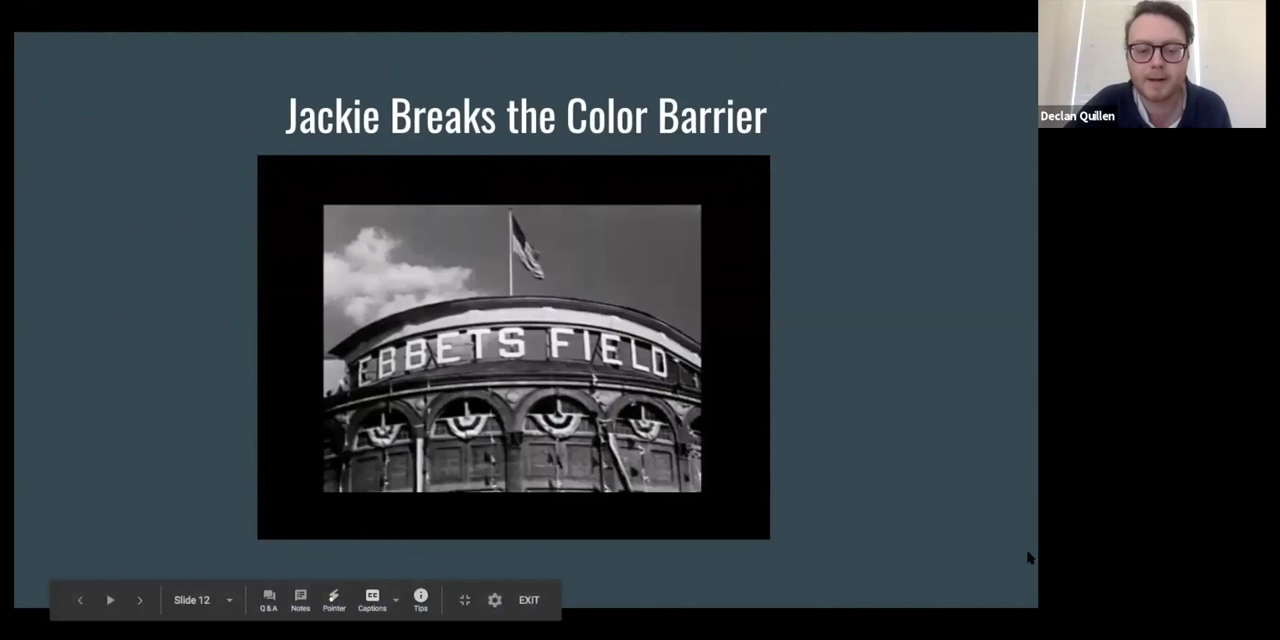 Jackie Breaks the Color Barrier
EBBETS FIELD
Declan Quillen
Slide 12
Q & A
Notes
Pointer
Captions
Tips
EXIT